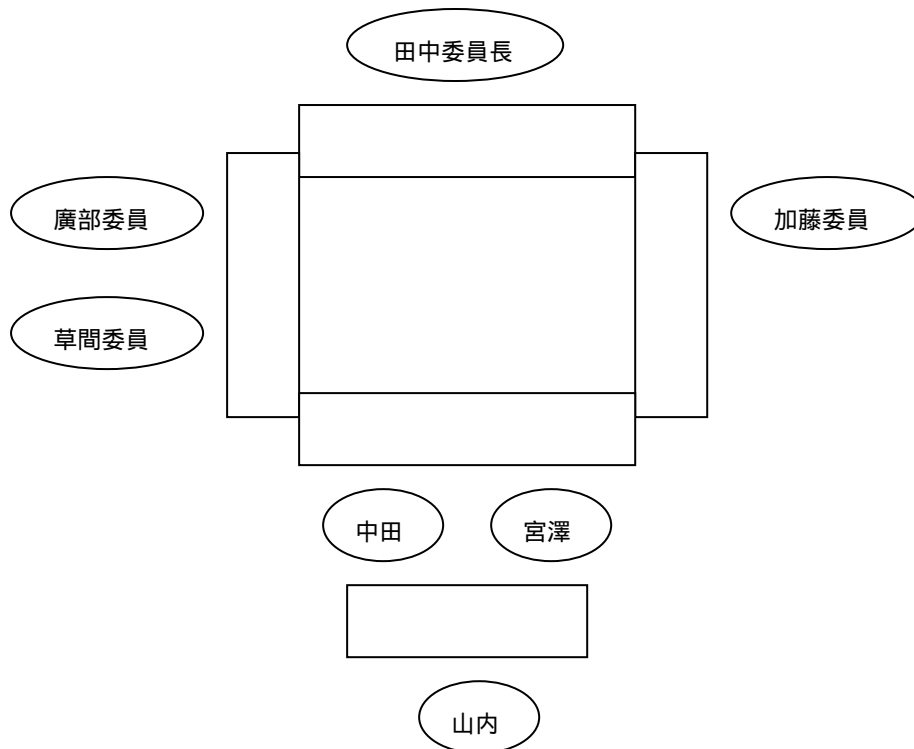 田中委員長
廣部委員
加藤委員
草間委員
中田
宮澤
山内